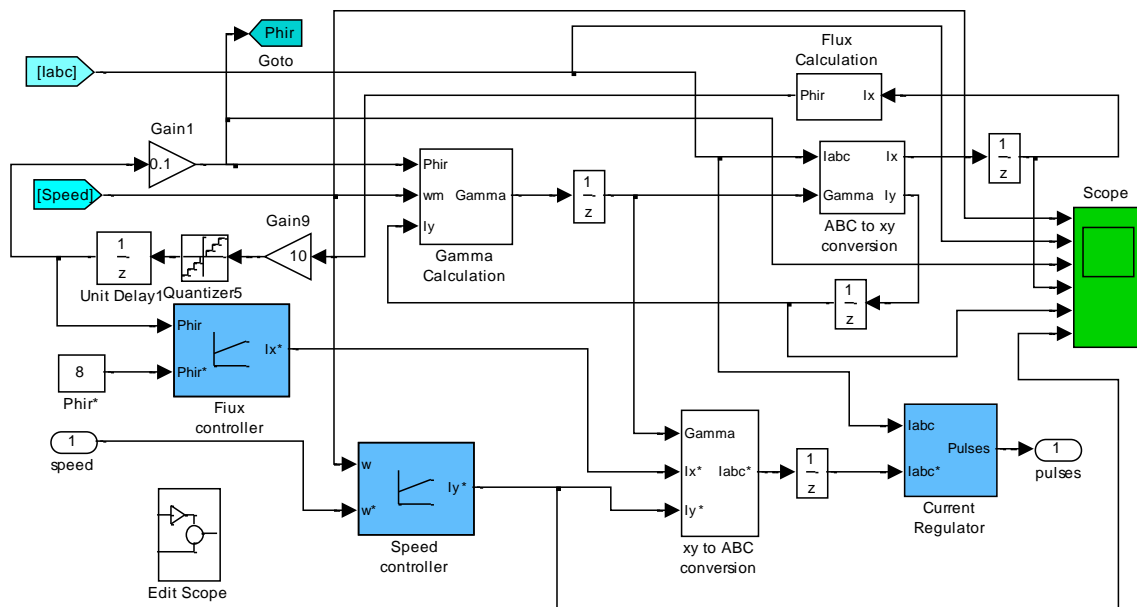 Phir
Goto
[Iabc]
Flux
Calculation
Phir
Ix
Gain1
0.1
Phir
wm
Iy
Gamma
Gamma
Calculation
1
z
Iabc
Gamma
Ix
Iy
ABC to xy
conversion
1
z
Scope
[Speed]
Gain9
10
1
z
Unit Delay1
Quantizer5
1
z
Phir
Phir*
Ix*
Fiux
controller
8
Phir*
1
speed
w
w*
Iy*
Speed
controller
Gamma
Ix*
Iy*
Iabc*
xy to ABC
conversion
1
z
Iabc
Iabc*
Pulses
Current
Regulator
1
pulses
Edit Scope